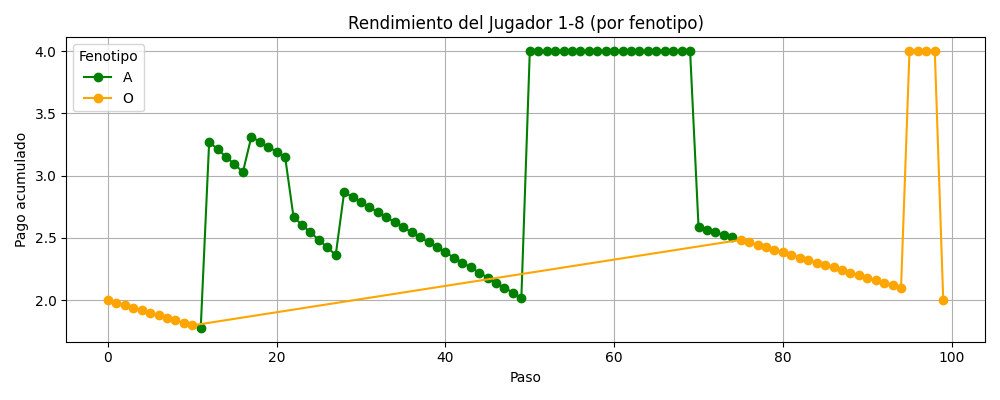 Rendimiento del Jugador 1-8 (por fenotipo)
Fenotipo
A
O
Pago acumulado
4.0
3.5
3.0
2.5
2.0
0
20
40
60
80
100
Paso